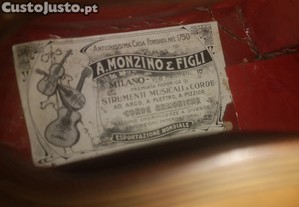 CustoJusto.pt
ANTICHISSIMA CASA FONDATA NEL 1750
A. MONZINO & FIGLI
MILANO
STRUMENTI MUSICALI E CORDE
AD ARCO, A PLETTRO, A PIZZICO
CORDE ARMONICHE
ESPORTAZIONE MONDIALE